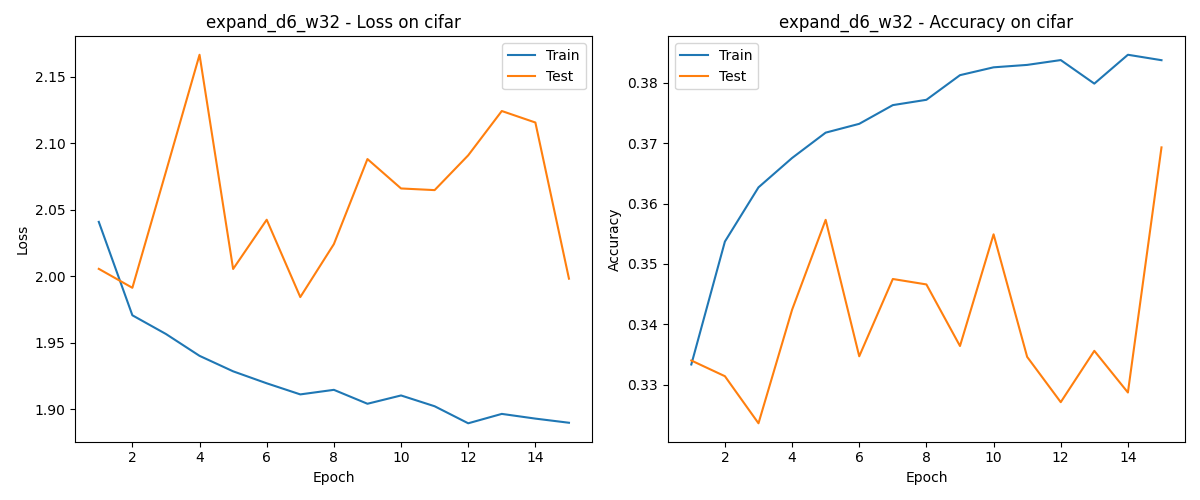 expand_d6_w32 - Loss on cifar
Loss
2.15
2.10
2.05
2.00
1.95
1.90
Train
Test
2 4 6 8 10 12 14
Epoch
expand_d6_w32 - Accuracy on cifar
Accuracy
0.38
0.37
0.36
0.35
0.34
0.33
Train
Test
2 4 6 8 10 12 14
Epoch